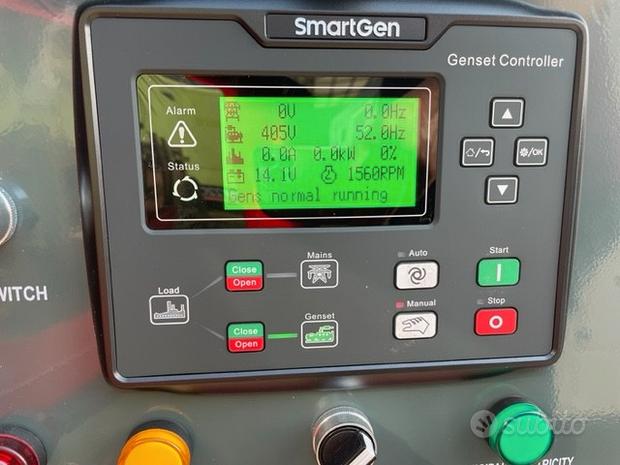 SmartGen
Genset Controller
Alarm
Status
0V 0.0Hz
405V 52.0Hz
0.0A 0.0kW 0%
14.1V 1560RPM
Gens normal running
⌂/↩
⚙/OK
Load
Close
Open
Mains
Close
Open
Genset
Auto
Start
I
Manual
Stop
O
WITCH
subito